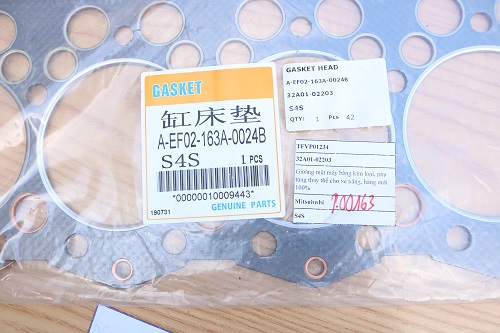 GASKET
缸床垫
A-EF02-163A-0024B
S4S 1 PCS
*00000010009443*
190731 GENUINE PARTS
GASKET HEAD
A-EF02-163A-0024B
32A01-02203
S4S
QTY: 1 Pcs 42
TFVP01234
32A01-02203
Gioăng mặt máy bằng kim loại, phụ
tùng thay thế cho xe nâng, hàng mới
100%
Mitsubishi
700163
S4S